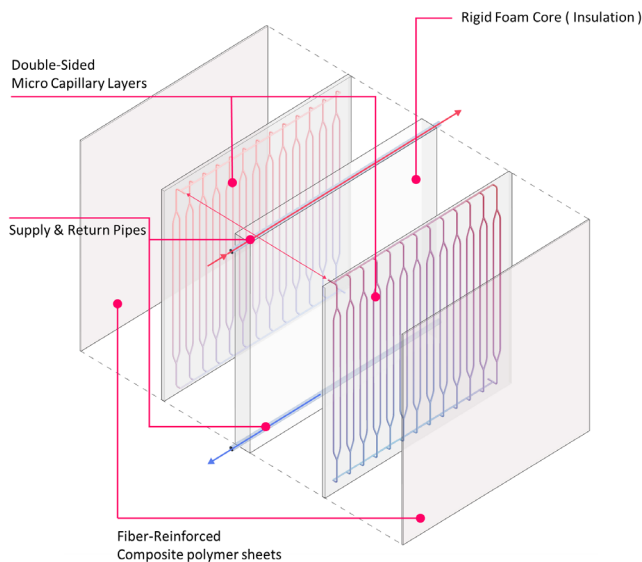 Rigid Foam Core ( Insulation )
Double-Sided
Micro Capillary Layers
Supply & Return Pipes
Fiber-Reinforced
Composite polymer sheets